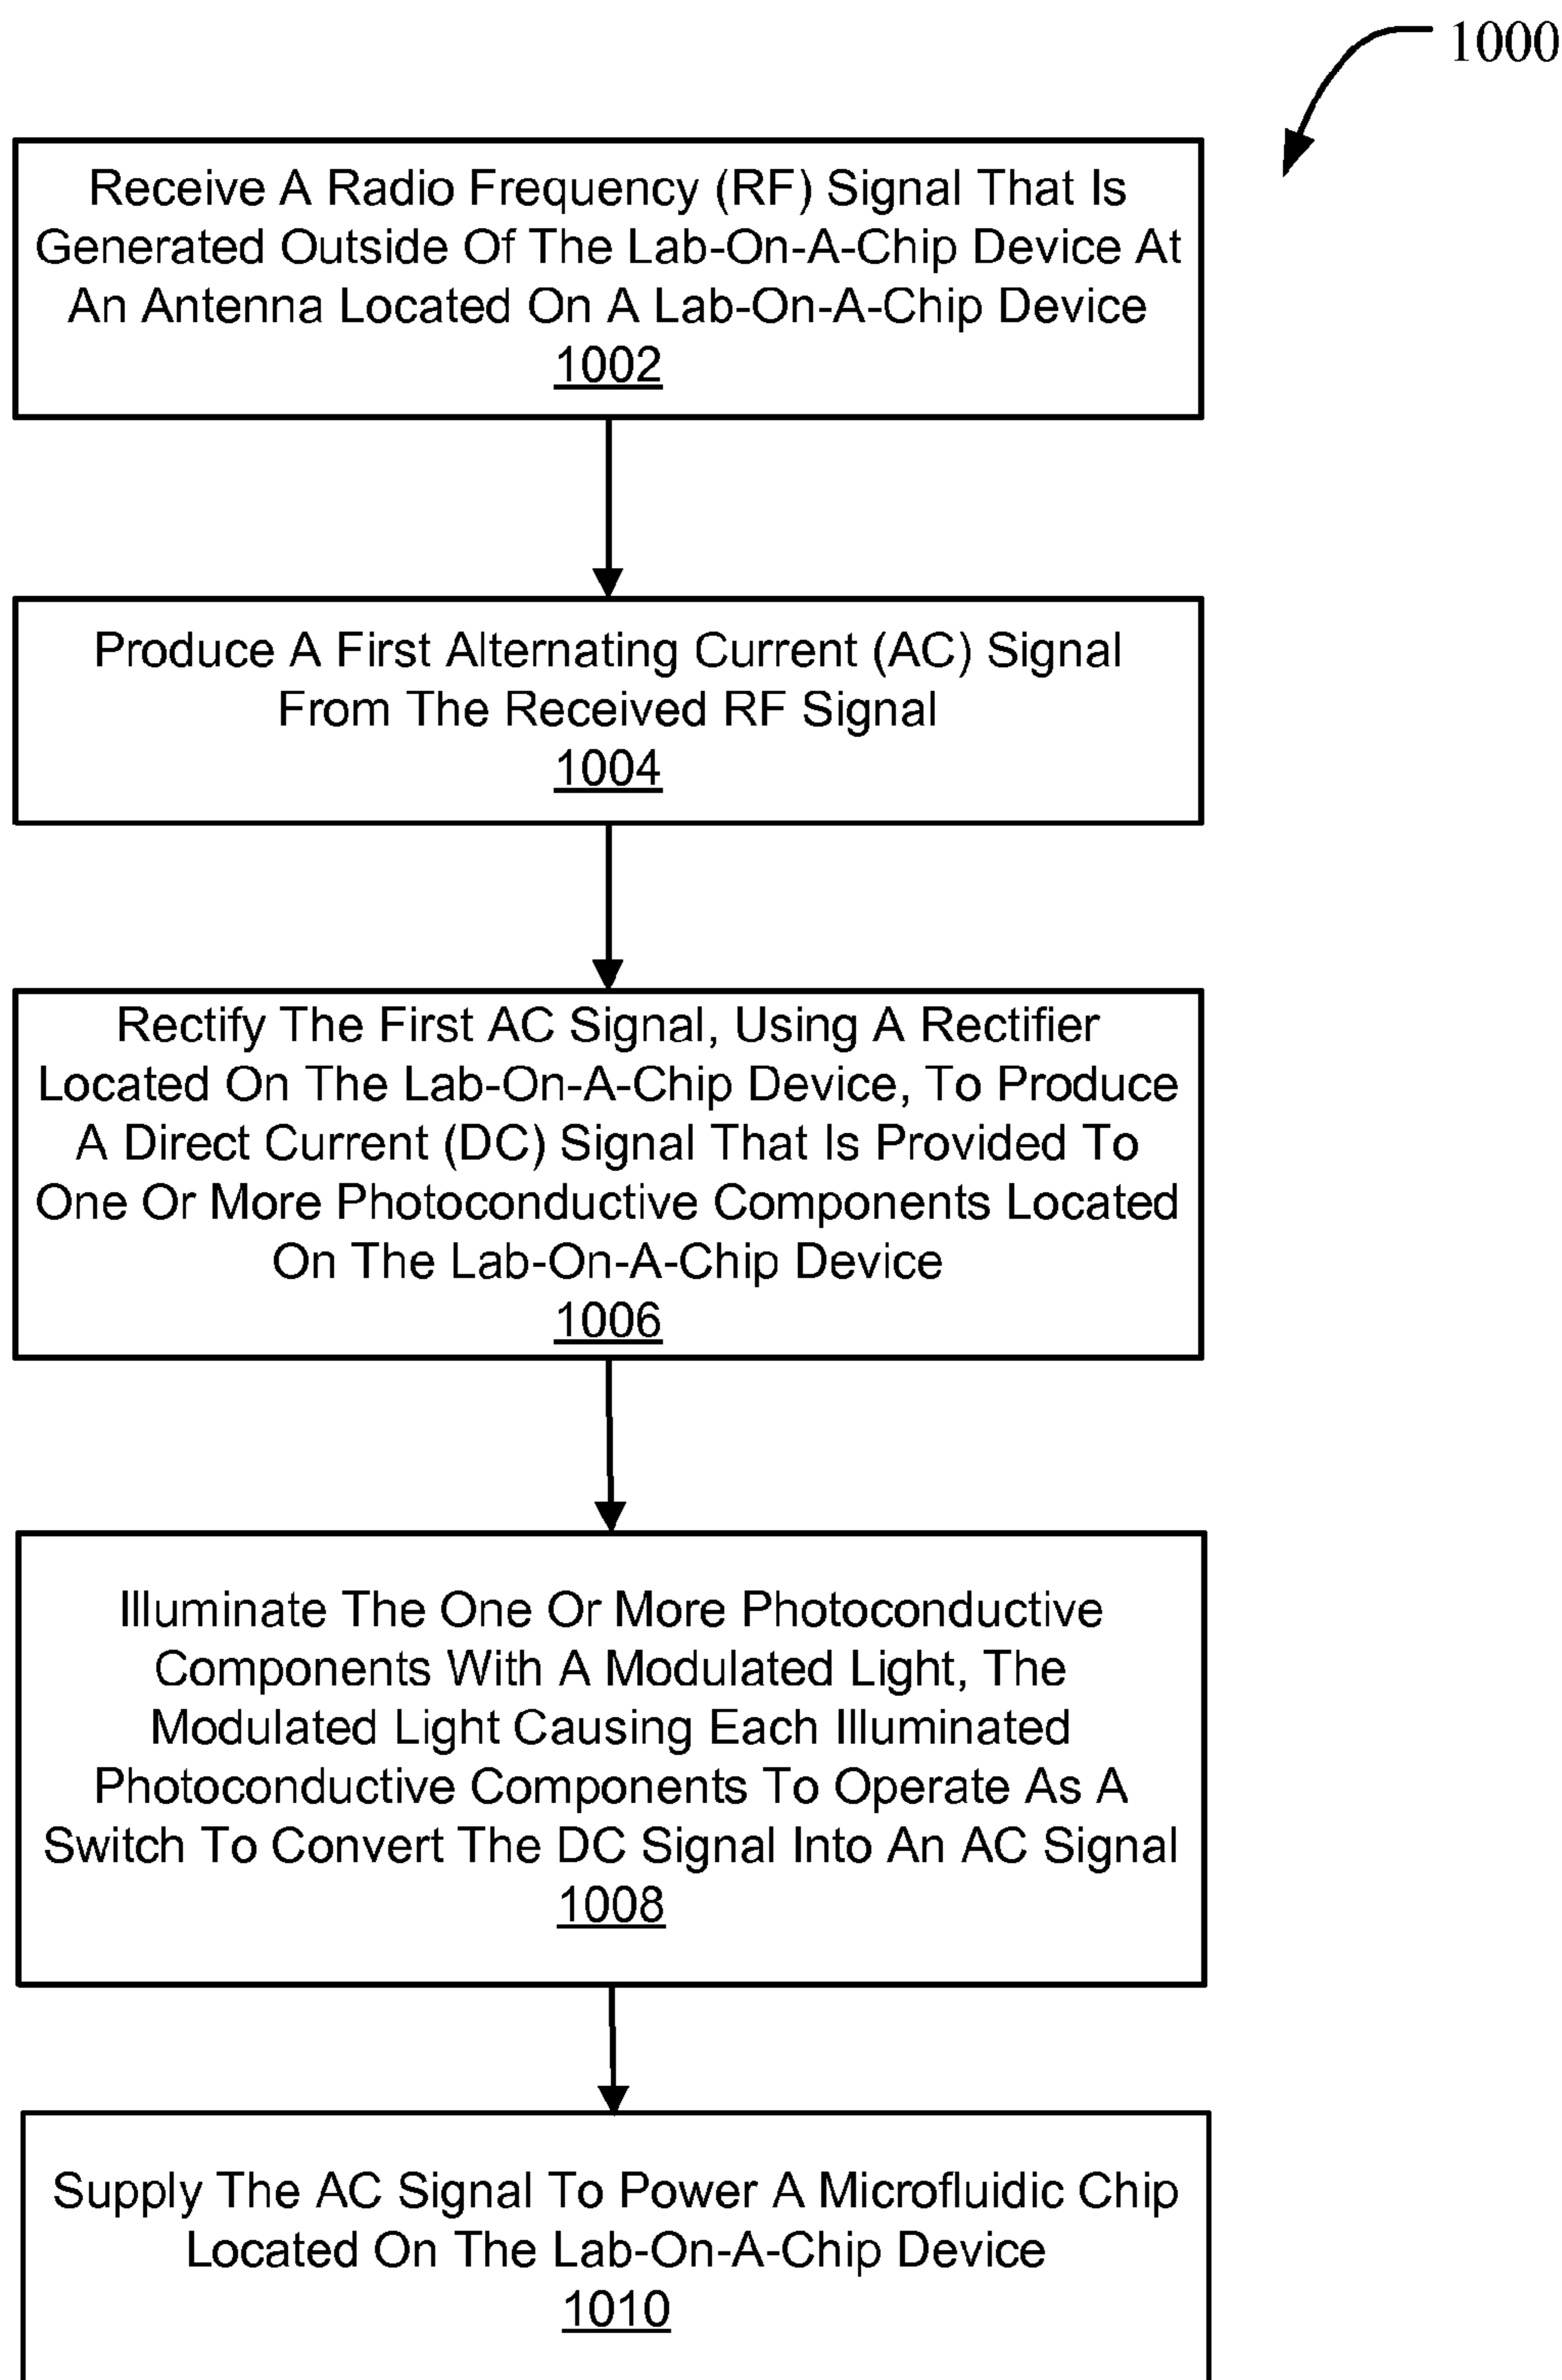 1000
Receive A Radio Frequency (RF) Signal That Is
Generated Outside Of The Lab-On-A-Chip Device At
An Antenna Located On A Lab-On-A-Chip Device
1002
Produce A First Alternating Current (AC) Signal
From The Received RF Signal
1004
Rectify The First AC Signal, Using A Rectifier
Located On The Lab-On-A-Chip Device, To Produce
A Direct Current (DC) Signal That Is Provided To
One Or More Photoconductive Components Located
On The Lab-On-A-Chip Device
1006
Illuminate The One Or More Photoconductive
Components With A Modulated Light, The
Modulated Light Causing Each Illuminated
Photoconductive Components To Operate As A
Switch To Convert The DC Signal Into An AC Signal
1008
Supply The AC Signal To Power A Microfluidic Chip
Located On The Lab-On-A-Chip Device
1010